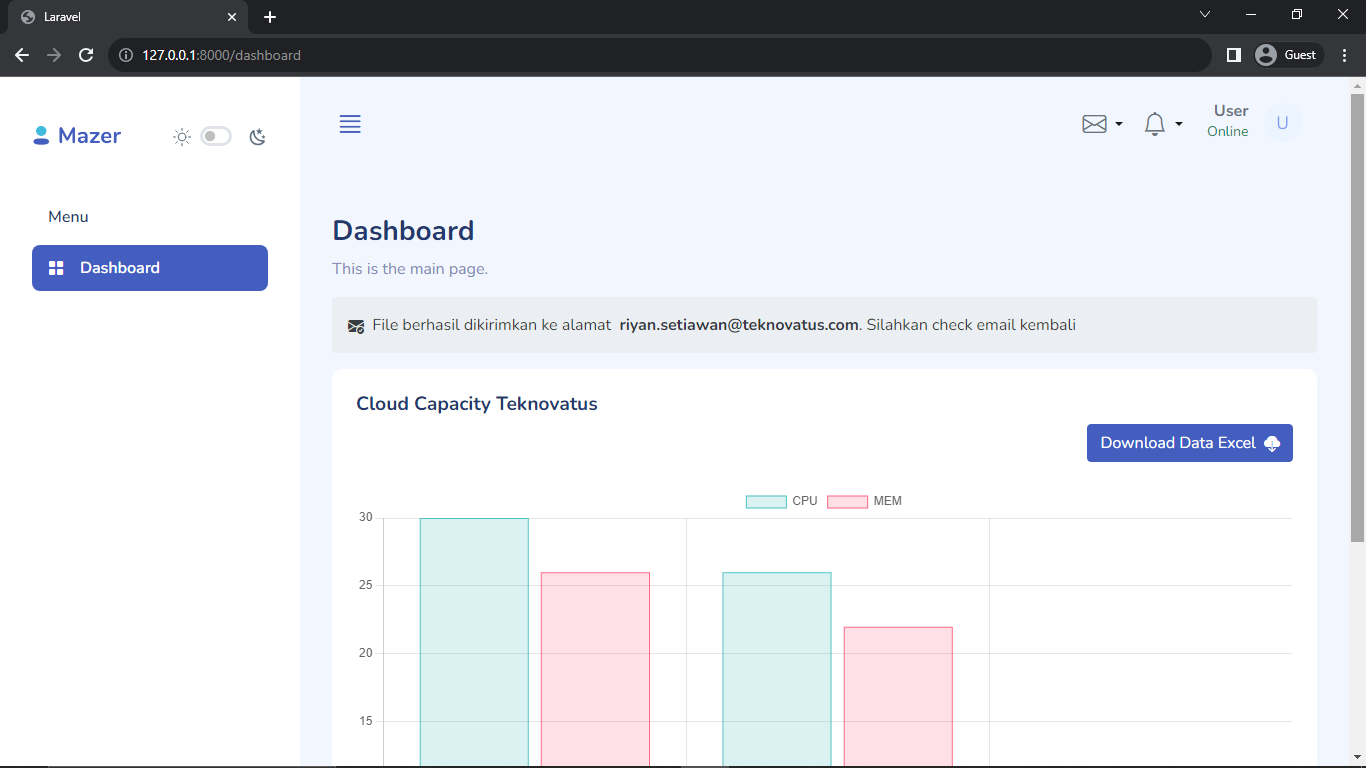 Laravel
127.0.0.1:8000/dashboard
Guest
Mazer
User
Online
U
Menu
Dashboard
Dashboard
This is the main page.
File berhasil dikirimkan ke alamat riyan.setiawan@teknovatus.com. Silahkan check email kembali
Cloud Capacity Teknovatus
Download Data Excel
CPU MEM
30
25
20
15